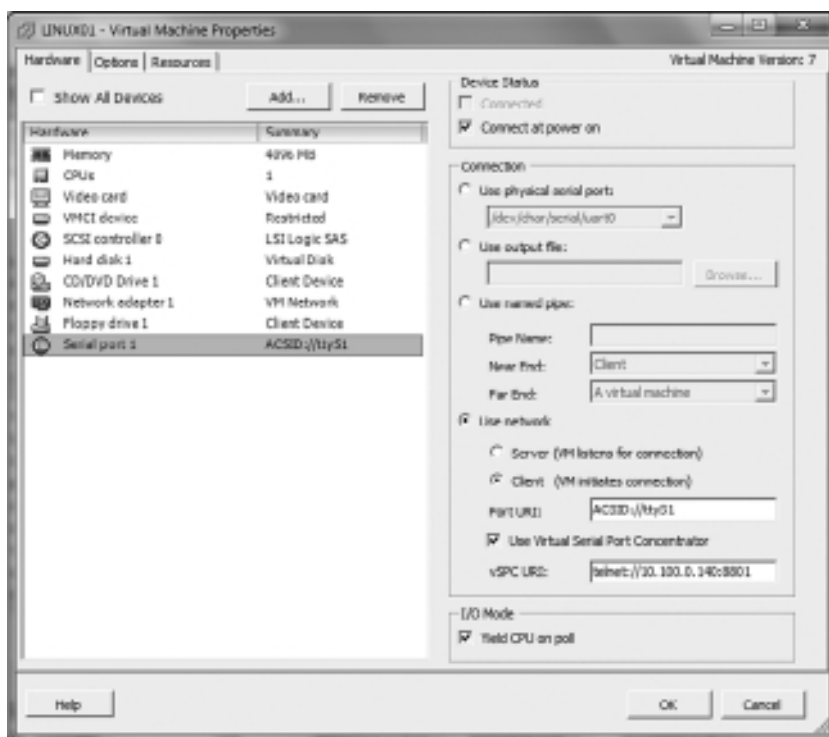 LINUX01 - Virtual Machine Properties
Hardware Options Resources
Virtual Machine Version: 7
Show All Devices
Add...
Remove
Hardware Summary
Memory 4096 MB
CPUs 1
Video card Video card
VMCI device Restricted
SCSI controller 0 LSI Logic SAS
Hard disk 1 Virtual Disk
CD/DVD Drive 1 Client Device
Network adapter 1 VM Network
Floppy drive 1 Client Device
Serial port 1 ACSID://ttyS1
Device Status
Connected
Connect at power on
Connection
Use physical serial port:
/dev/char/serial/uart0
Use output file:
Browse...
Use named pipe:
Pipe Name:
Near End: Client
Far End: A virtual machine
Use network
Server (VM listens for connection)
Client (VM initiates connection)
Port URI: ACSID://ttyS1
Use Virtual Serial Port Concentrator
vSPC URI: telnet://10.100.0.140:8801
I/O Mode
Yield CPU on poll
Help
OK
Cancel